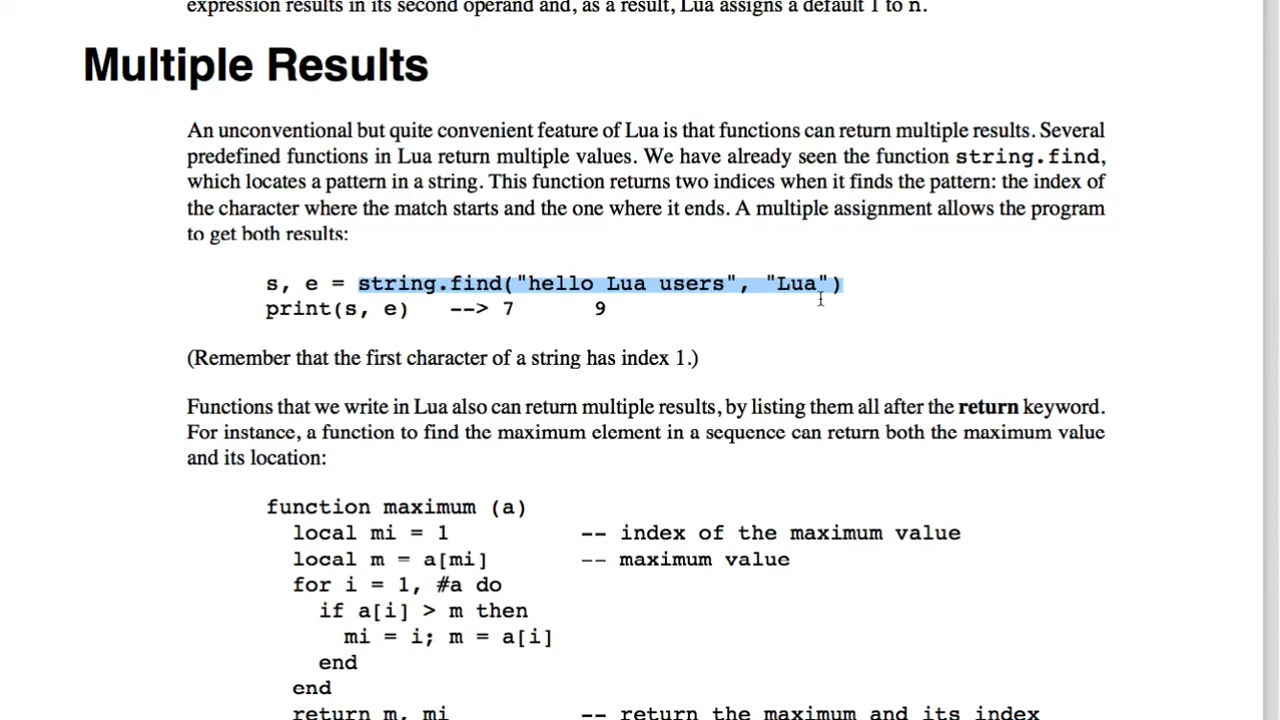 expression results in its second operand and, as a result, Lua assigns a default 1 to n.
Multiple Results
An unconventional but quite convenient feature of Lua is that functions can return multiple results. Several
predefined functions in Lua return multiple values. We have already seen the function string.find,
which locates a pattern in a string. This function returns two indices when it finds the pattern: the index of
the character where the match starts and the one where it ends. A multiple assignment allows the program
to get both results:
s, e = string.find("hello Lua users", "Lua")
print(s, e)   --> 7      9
(Remember that the first character of a string has index 1.)
Functions that we write in Lua also can return multiple results, by listing them all after the return keyword.
For instance, a function to find the maximum element in a sequence can return both the maximum value
and its location:
function maximum (a)
  local mi = 1          -- index of the maximum value
  local m = a[mi]       -- maximum value
  for i = 1, #a do
    if a[i] > m then
      mi = i; m = a[i]
    end
  end
  return m, mi          -- return the maximum and its index